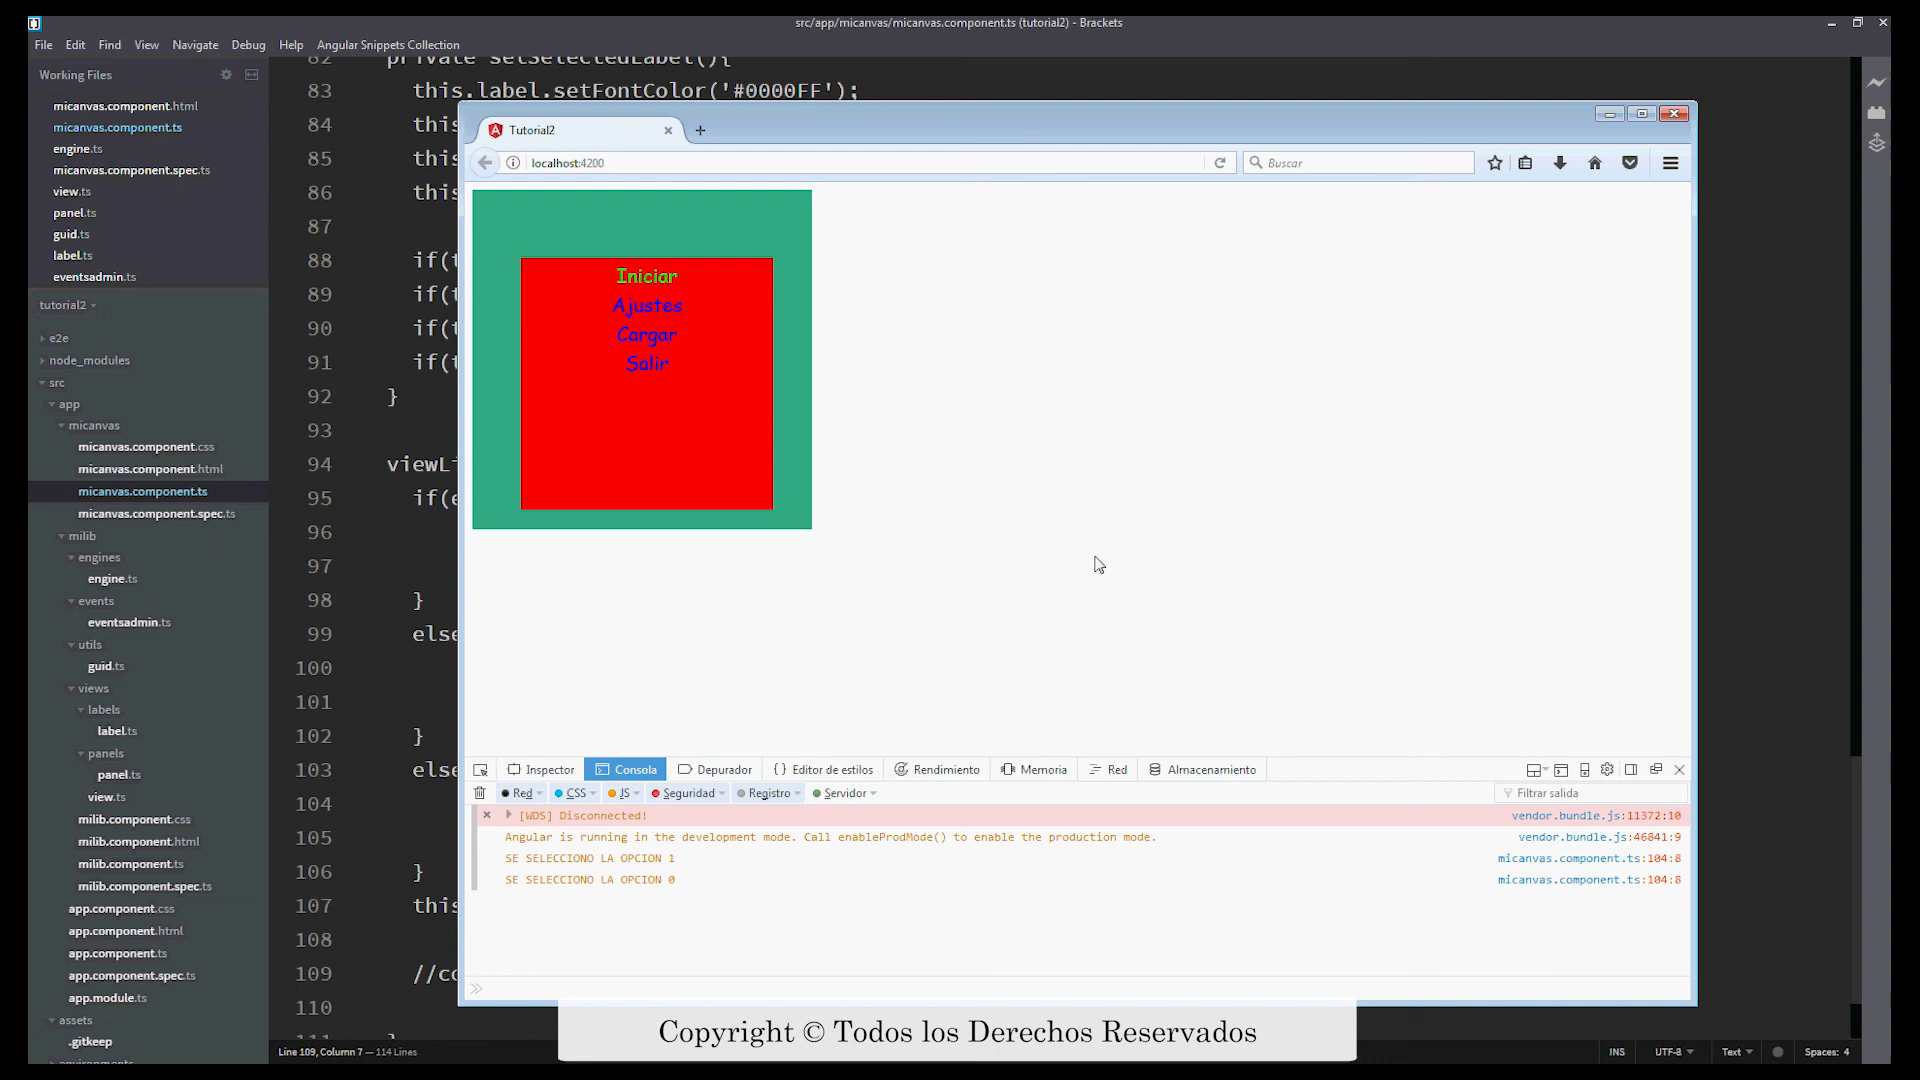 src/app/micanvas/micanvas.component.ts (tutorial2) - Brackets
File Edit Find View Navigate Debug Help Angular Snippets Collection
Working Files
micanvas.component.html
micanvas.component.ts
engine.ts
micanvas.component.spec.ts
view.ts
panel.ts
guid.ts
label.ts
eventsadmin.ts
tutorial2
e2e
node_modules
src
app
micanvas
micanvas.component.css
micanvas.component.html
micanvas.component.ts
micanvas.component.spec.ts
milib
engines
engine.ts
events
eventsadmin.ts
utils
guid.ts
views
labels
label.ts
panels
panel.ts
view.ts
milib.component.css
milib.component.html
milib.component.ts
milib.component.spec.ts
app.component.css
app.component.html
app.component.ts
app.component.spec.ts
app.module.ts
assets
.gitkeep
environments
82 private setSelectedLabel(){
83 this.label.setFontColor('#0000FF');
84 this
85 this
86 this
87
88 if(t
89 if(t
90 if(t
91 if(t
92 }
93
94 viewLi
95 if(e
96
97
98 }
99 else
100
101
102 }
103 else
104
105
106 }
107 this
108
109 //co
110
111 }
Tutorial2
localhost:4200
Buscar
Iniciar
Ajustes
Cargar
Salir
Inspector Consola Depurador { } Editor de estilos Rendimiento Memoria Red Almacenamiento
Red CSS JS Seguridad Registro Servidor Filtrar salida
[WDS] Disconnected! vendor.bundle.js:11372:10
Angular is running in the development mode. Call enableProdMode() to enable the production mode. vendor.bundle.js:46841:9
SE SELECCIONO LA OPCION 1 micanvas.component.ts:104:8
SE SELECCIONO LA OPCION 0 micanvas.component.ts:104:8
Copyright © Todos los Derechos Reservados
Line 109, Column 7 — 114 Lines INS UTF-8 Text Spaces: 4